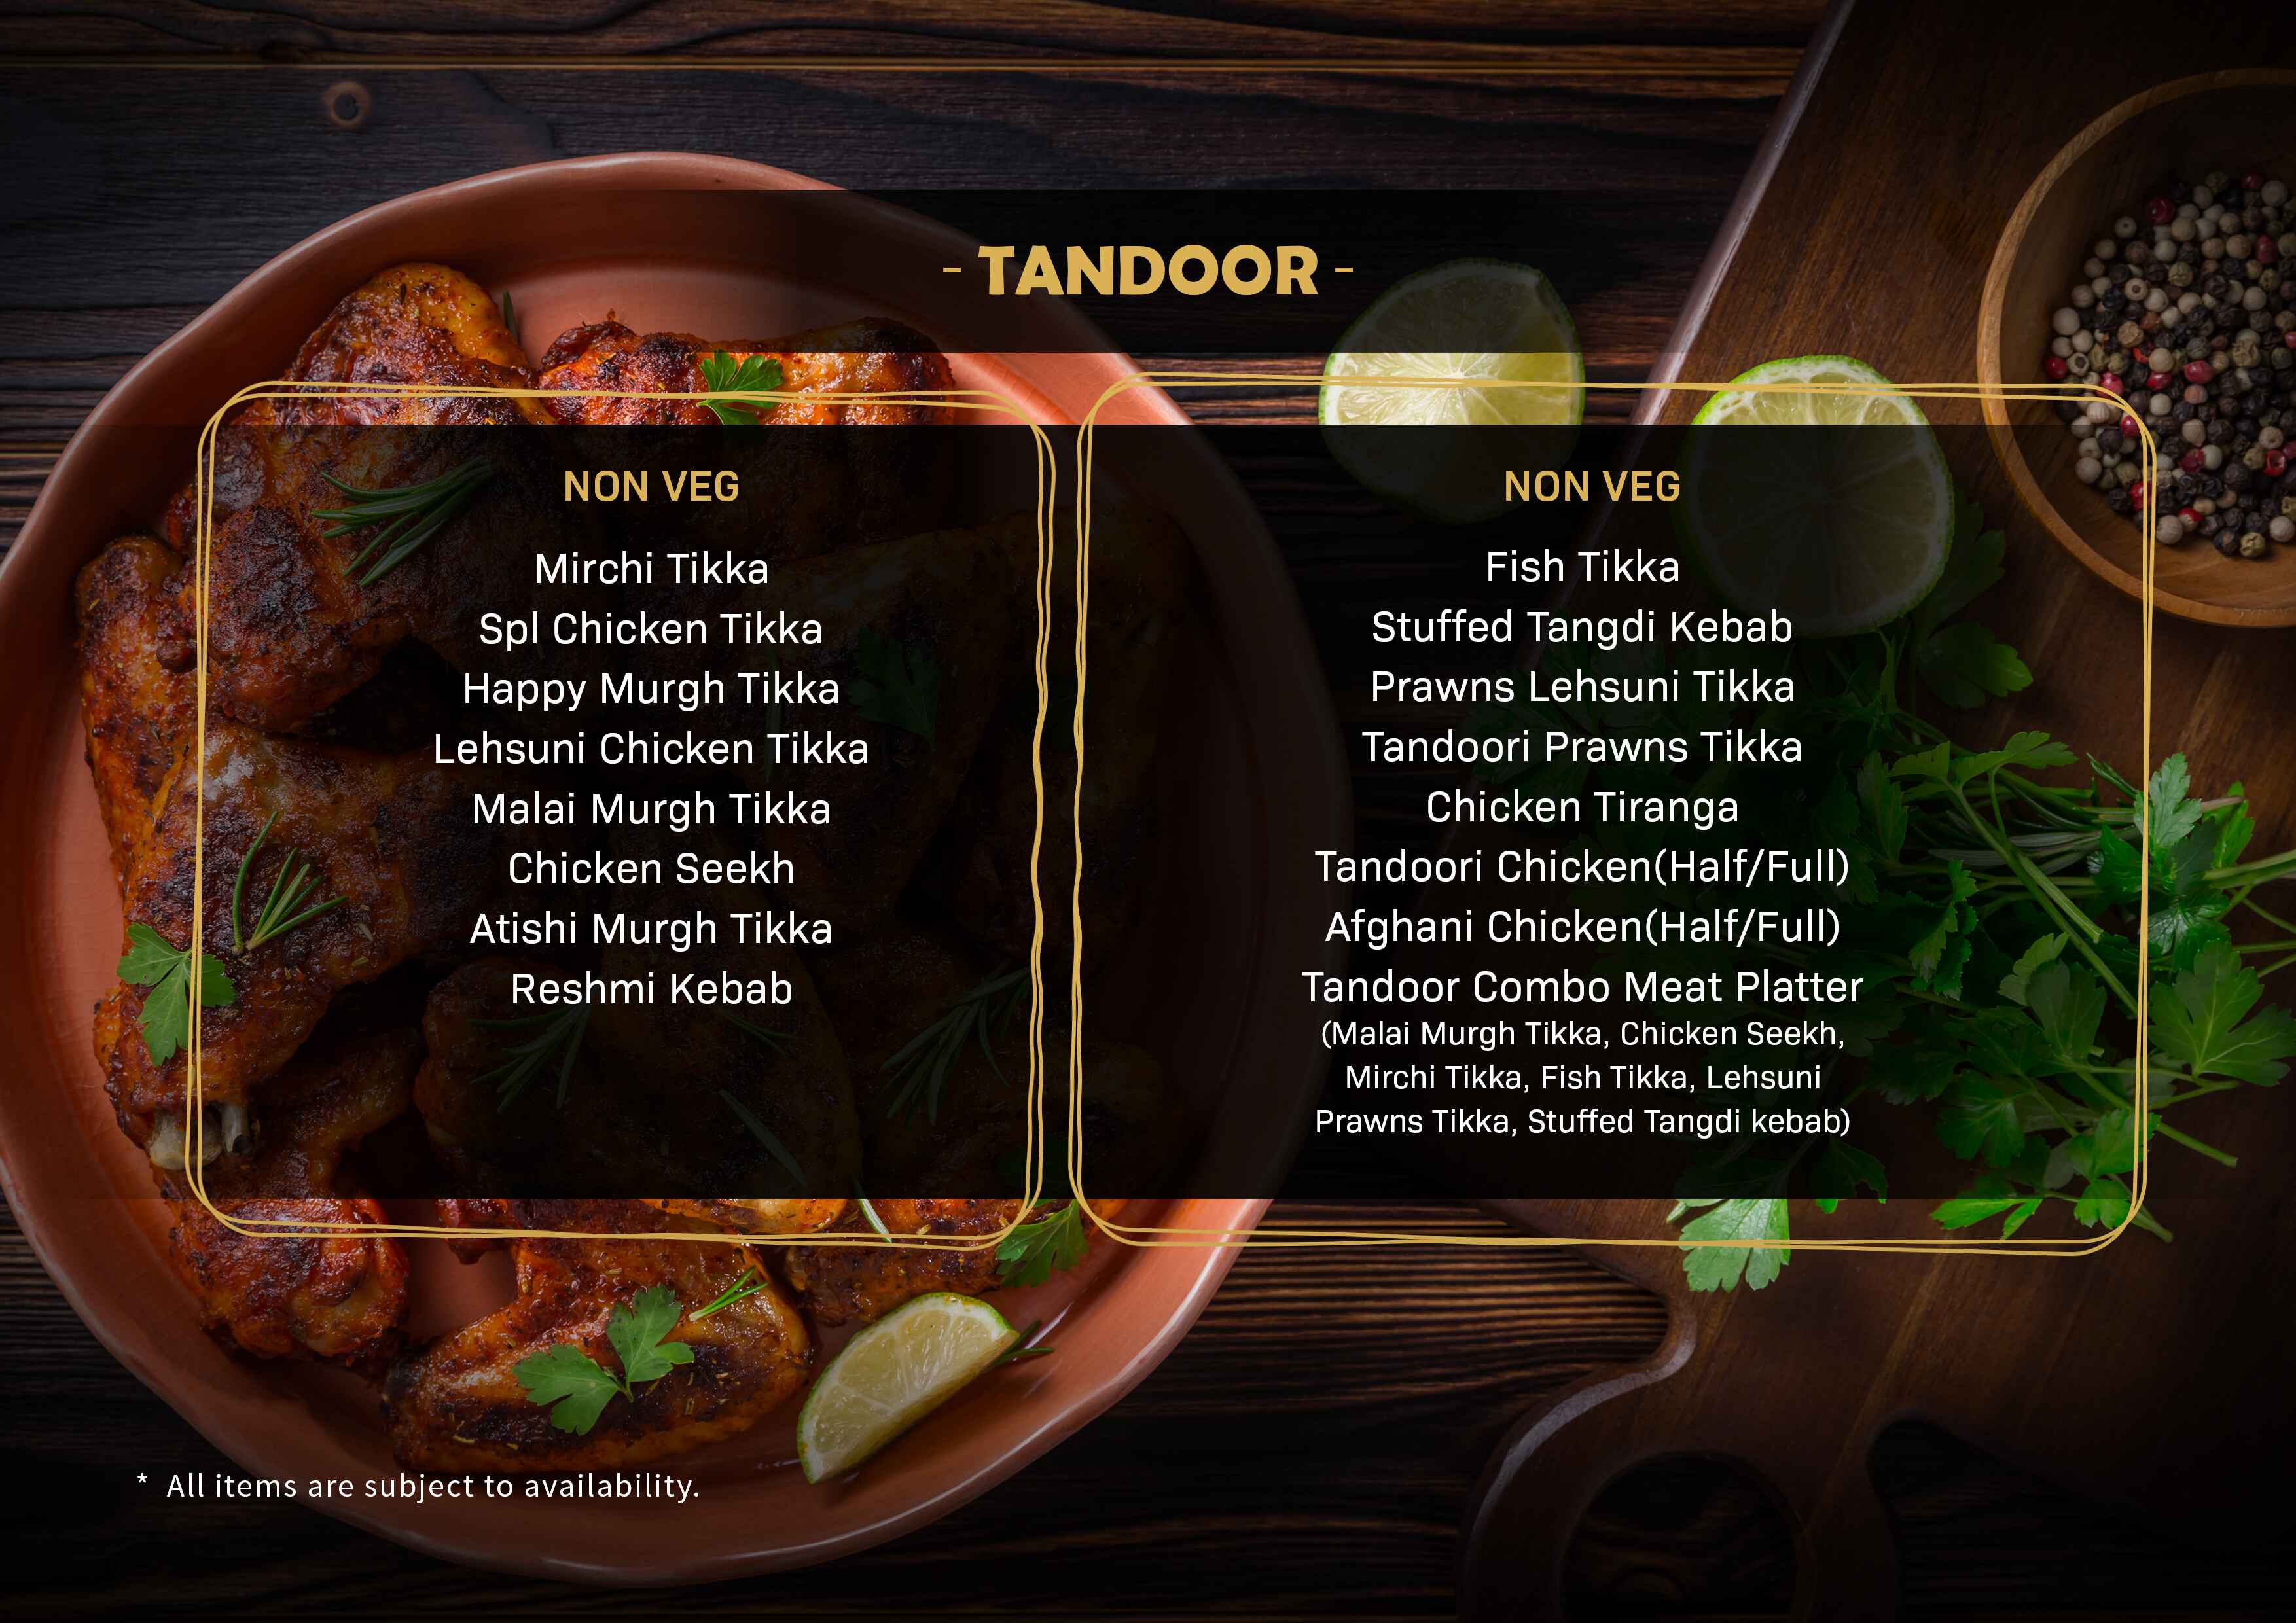 - TANDOOR -
NON VEG
Mirchi Tikka
Spl Chicken Tikka
Happy Murgh Tikka
Lehsuni Chicken Tikka
Malai Murgh Tikka
Chicken Seekh
Atishi Murgh Tikka
Reshmi Kebab
NON VEG
Fish Tikka
Stuffed Tangdi Kebab
Prawns Lehsuni Tikka
Tandoori Prawns Tikka
Chicken Tiranga
Tandoori Chicken(Half/Full)
Afghani Chicken(Half/Full)
Tandoor Combo Meat Platter
(Malai Murgh Tikka, Chicken Seekh,
Mirchi Tikka, Fish Tikka, Lehsuni
Prawns Tikka, Stuffed Tangdi kebab)
* All items are subject to availability.